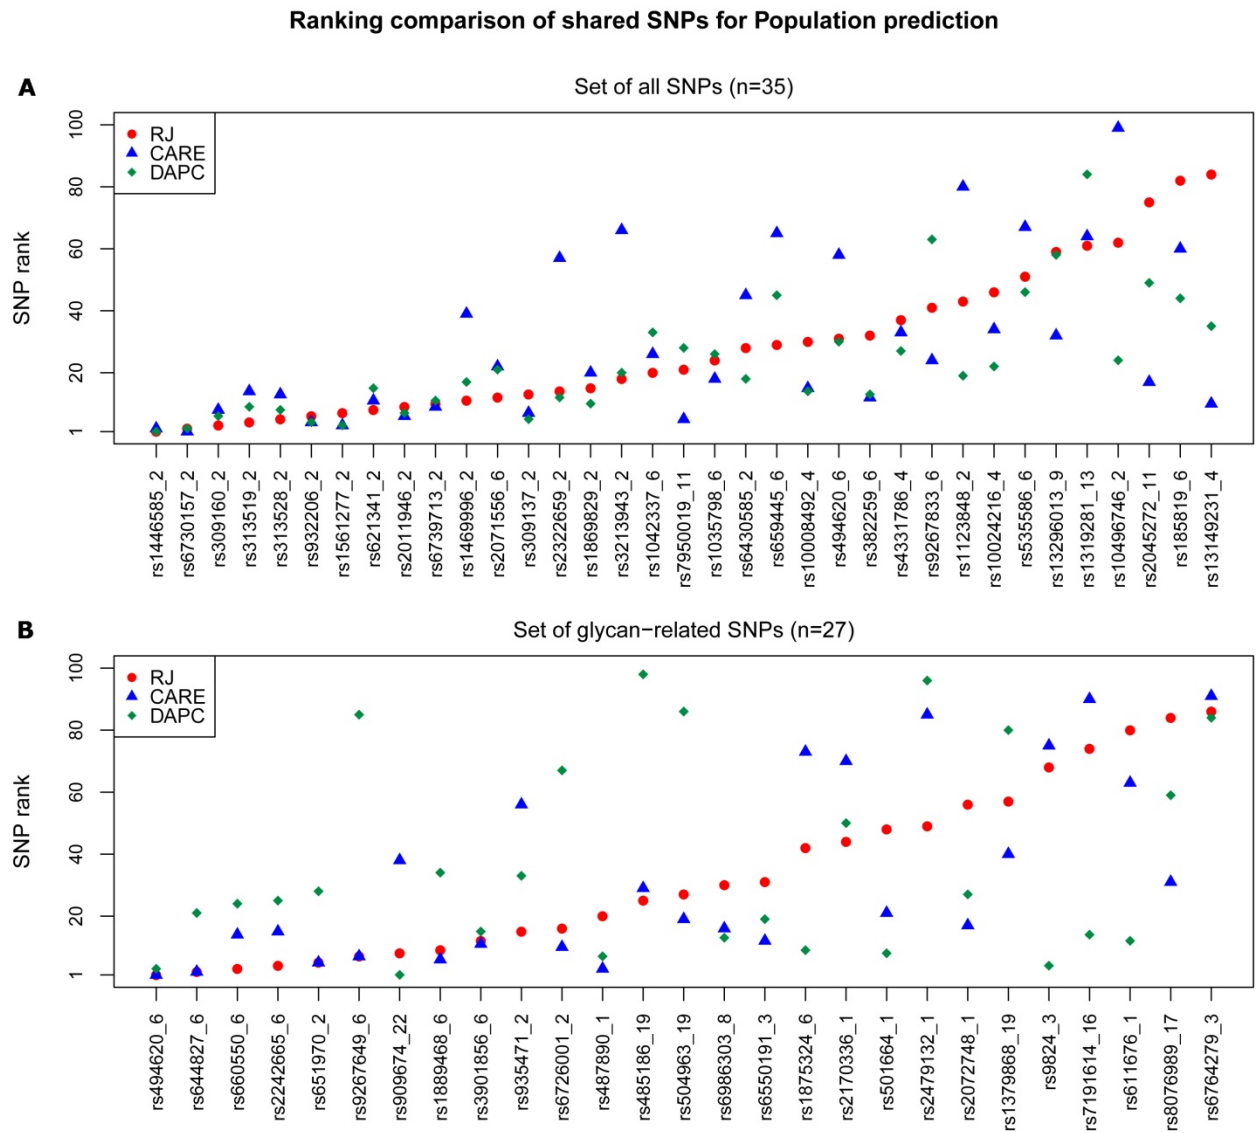 Ranking comparison of shared SNPs for Population prediction
A
Set of all SNPs (n=35)
RJ
CARE
DAPC
SNP rank
100
80
60
40
20
1
rs1446585_2
rs6730157_2
rs309160_2
rs313519_2
rs313528_2
rs932206_2
rs1561277_2
rs621341_2
rs2011946_2
rs6739713_2
rs1469996_2
rs2071556_6
rs309137_2
rs2322659_2
rs1869829_2
rs3213943_2
rs10423337_6
rs7950019_11
rs1035798_6
rs6430585_2
rs659445_6
rs10008492_4
rs494620_6
rs3822259_6
rs4331786_4
rs9267833_6
rs11238848_2
rs10024216_4
rs535586_6
rs13296013_9
rs1319281_13
rs10496746_2
rs2045272_11
rs185819_6
rs13149231_4
B
Set of glycan−related SNPs (n=27)
RJ
CARE
DAPC
SNP rank
100
80
60
40
20
1
rs494620_6
rs644827_6
rs660550_6
rs2242665_6
rs651970_2
rs9267649_6
rs909674_22
rs1889468_6
rs3901856_6
rs935471_2
rs6726001_2
rs487890_1
rs485186_19
rs504963_19
rs6986303_8
rs6550191_3
rs1875324_6
rs2170336_1
rs501664_1
rs2479132_1
rs2072748_1
rs1379868_19
rs9824_3
rs7191614_16
rs611676_1
rs8076989_17
rs6764279_3